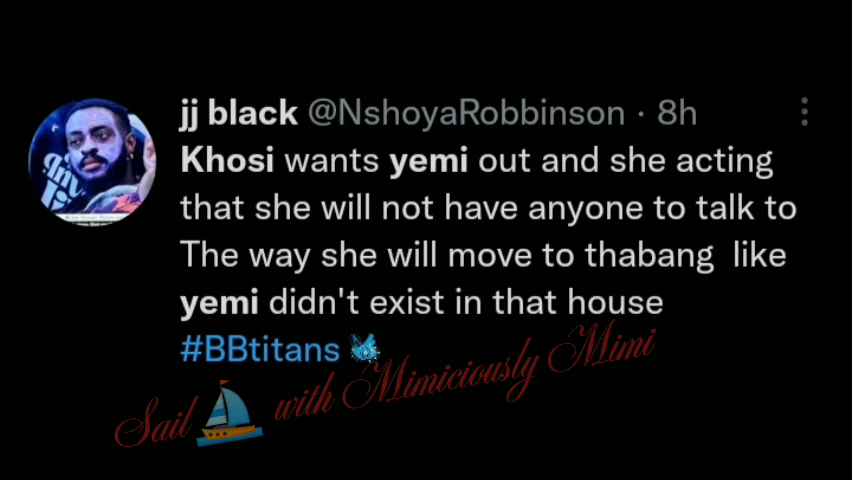 jj black @NshoyaRobbinson · 8h
Khosi wants yemi out and she acting
that she will not have anyone to talk to
The way she will move to thabang like
yemi didn't exist in that house
#BBtitans
Sail with Mimiciously Mimi